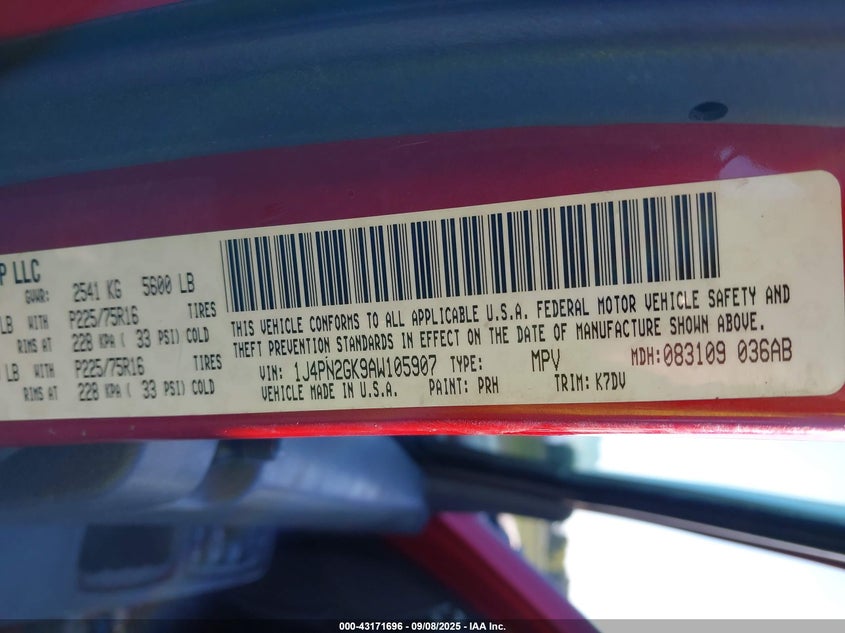 P LLC
GVWR: 2541 KG 5600 LB
LB WITH P225/75R16 TIRES
RIMS AT 228 KPA ( 33 PSI) COLD
LB WITH P225/75R16 TIRES
RIMS AT 228 KPA ( 33 PSI) COLD
THIS VEHICLE CONFORMS TO ALL APPLICABLE U.S.A. FEDERAL MOTOR VEHICLE SAFETY AND
THEFT PREVENTION STANDARDS IN EFFECT ON THE DATE OF MANUFACTURE SHOWN ABOVE.
VIN: 1J4PN2GK9AW105907 TYPE: MPV MDH: 083109 036AB
VEHICLE MADE IN U.S.A. PAINT: PRH TRIM: K7DV
000-43171696 - 09/08/2025 - IAA Inc.